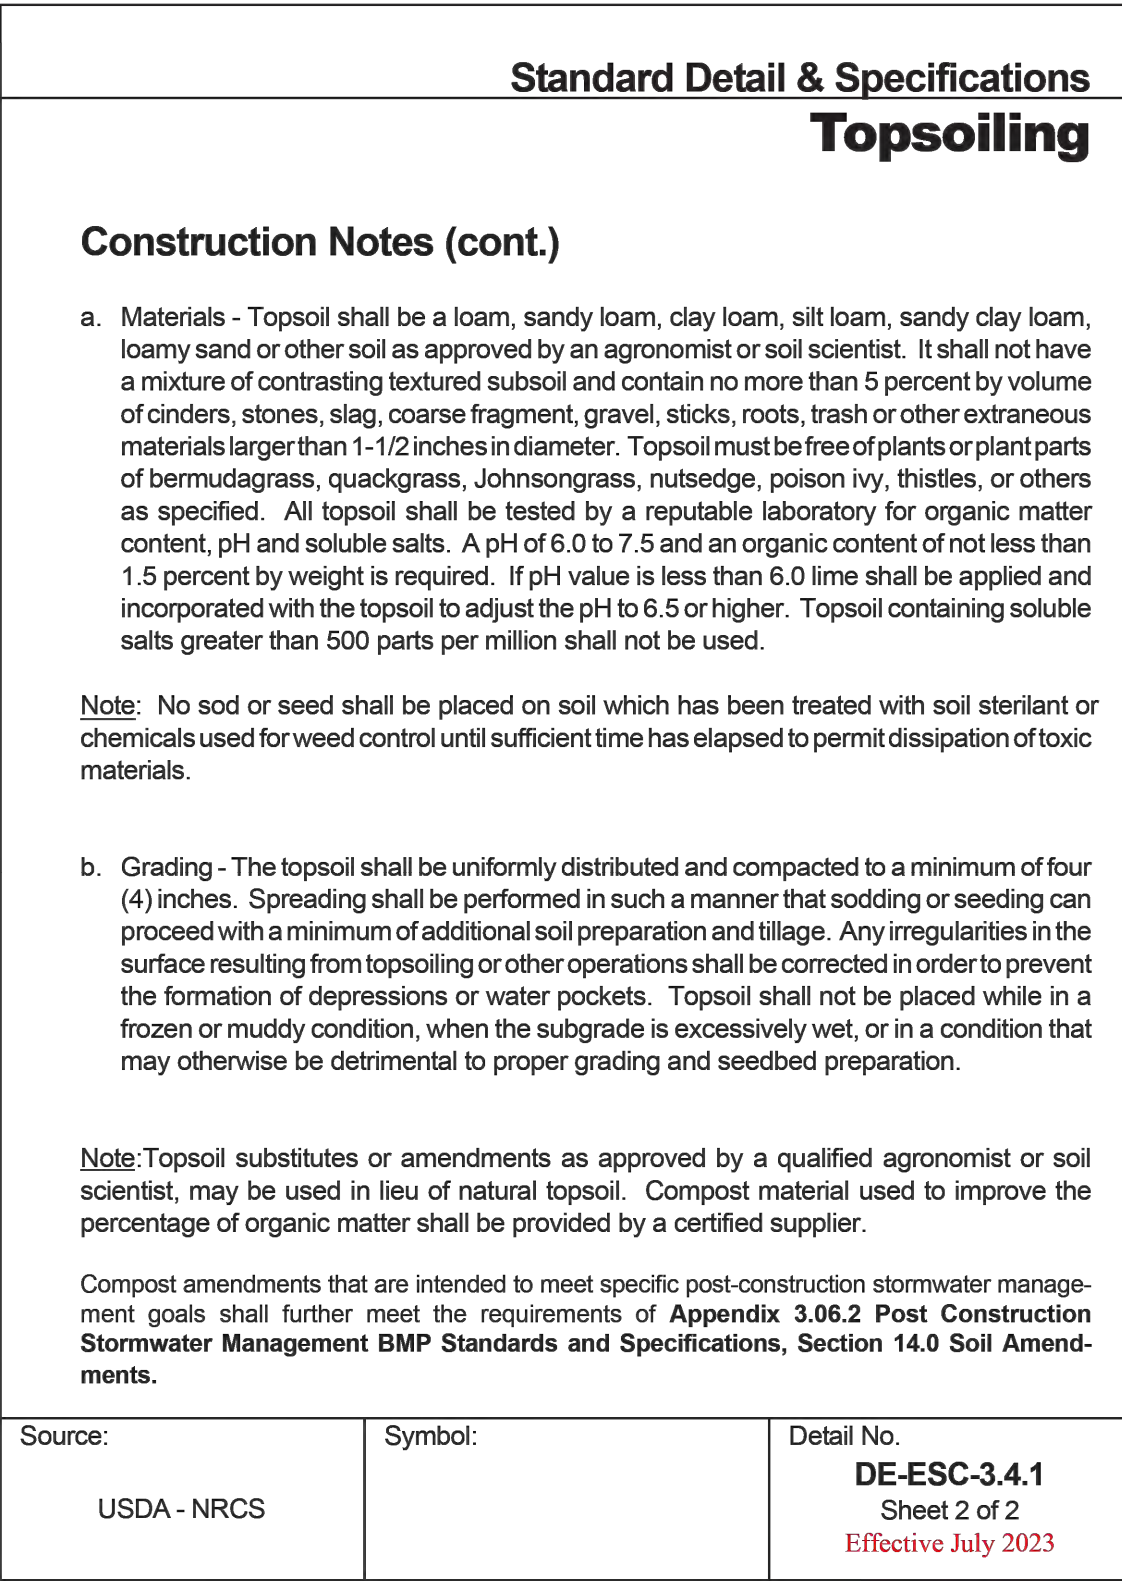 Standard Detail & Specifications
Topsoiling
Construction Notes (cont.)
a. Materials - Topsoil shall be a loam, sandy loam, clay loam, silt loam, sandy clay loam,
loamy sand or other soil as approved by an agronomist or soil scientist. It shall not have
a mixture of contrasting textured subsoil and contain no more than 5 percent by volume
of cinders, stones, slag, coarse fragment, gravel, sticks, roots, trash or other extraneous
materials larger than 1-1/2 inches in diameter. Topsoil must be free of plants or plant parts
of bermudagrass, quackgrass, Johnsongrass, nutsedge, poison ivy, thistles, or others
as specified. All topsoil shall be tested by a reputable laboratory for organic matter
content, pH and soluble salts. A pH of 6.0 to 7.5 and an organic content of not less than
1.5 percent by weight is required. If pH value is less than 6.0 lime shall be applied and
incorporated with the topsoil to adjust the pH to 6.5 or higher. Topsoil containing soluble
salts greater than 500 parts per million shall not be used.
Note: No sod or seed shall be placed on soil which has been treated with soil sterilant or
chemicals used for weed control until sufficient time has elapsed to permit dissipation of toxic
materials.
b. Grading - The topsoil shall be uniformly distributed and compacted to a minimum of four
(4) inches. Spreading shall be performed in such a manner that sodding or seeding can
proceed with a minimum of additional soil preparation and tillage. Any irregularities in the
surface resulting from topsoiling or other operations shall be corrected in order to prevent
the formation of depressions or water pockets. Topsoil shall not be placed while in a
frozen or muddy condition, when the subgrade is excessively wet, or in a condition that
may otherwise be detrimental to proper grading and seedbed preparation.
Note:Topsoil substitutes or amendments as approved by a qualified agronomist or soil
scientist, may be used in lieu of natural topsoil. Compost material used to improve the
percentage of organic matter shall be provided by a certified supplier.
Compost amendments that are intended to meet specific post-construction stormwater manage-
ment goals shall further meet the requirements of Appendix 3.06.2 Post Construction
Stormwater Management BMP Standards and Specifications, Section 14.0 Soil Amend-
ments.
Source:
USDA - NRCS
Symbol:
Detail No.
DE-ESC-3.4.1
Sheet 2 of 2
Effective July 2023